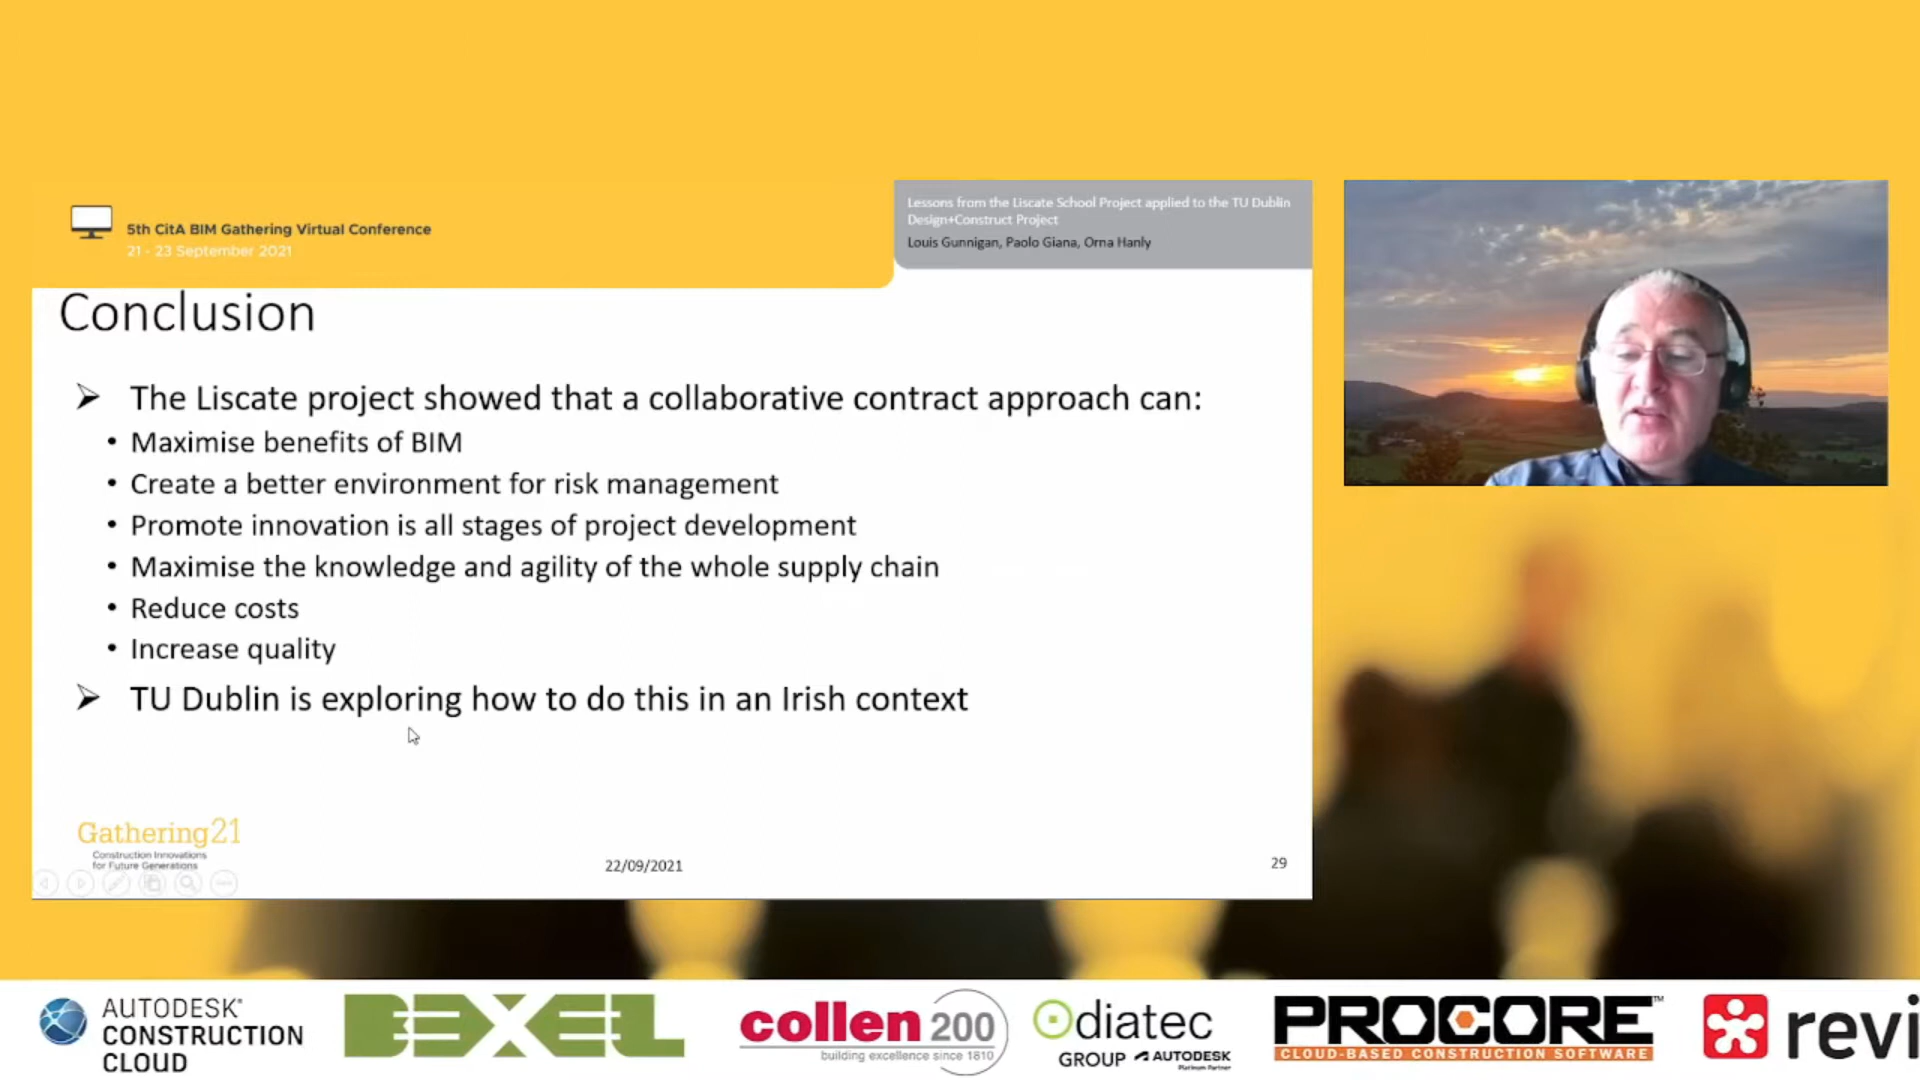 5th CitA BIM Gathering Virtual Conference
21 - 23 September 2021
Lessons from the Liscate School Project applied to the TU Dublin
Design+Construct Project
Louis Gunnigan, Paolo Giana, Orna Hanly
Conclusion
The Liscate project showed that a collaborative contract approach can:
• Maximise benefits of BIM
• Create a better environment for risk management
• Promote innovation is all stages of project development
• Maximise the knowledge and agility of the whole supply chain
• Reduce costs
• Increase quality
TU Dublin is exploring how to do this in an Irish context
Gathering21
Construction Innovations
for Future Generations
22/09/2021
29
AUTODESK®
CONSTRUCTION
CLOUD
BEXEL
collen 200
building excellence since 1810
diatec
GROUP AUTODESK
Platinum Partner
PROCORE™
CLOUD-BASED CONSTRUCTION SOFTWARE
revi